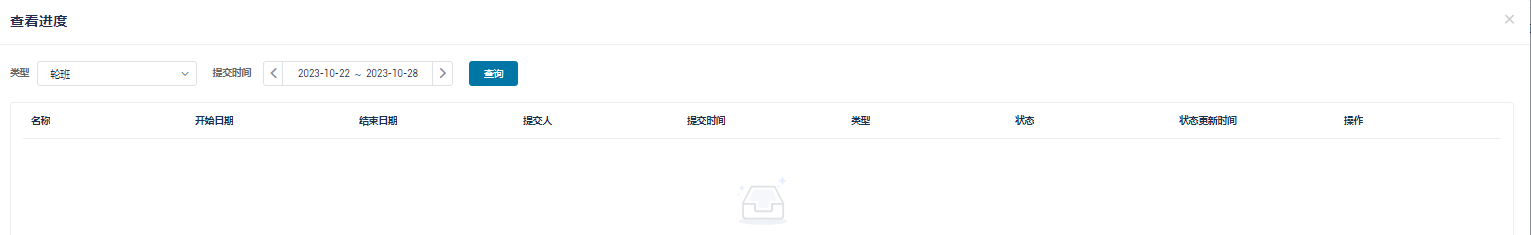 查看进度
类型 轮班 提交时间 2023-10-22 ~ 2023-10-28 查询
名称 开始日期 结束日期 提交人 提交时间 类型 状态 状态更新时间 操作